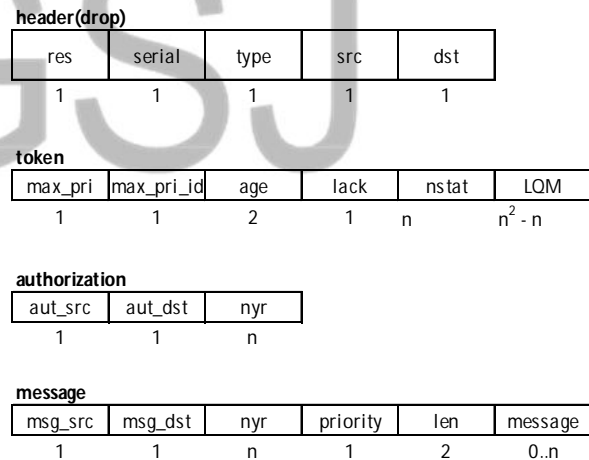 header(drop)
res serial type src dst
1 1 1 1 1
token
max_pri max_pri_id age lack nstat LQM
1 1 2 1 n n² - n
authorization
aut_src aut_dst nyr
1 1 n
message
msg_src msg_dst nyr priority len message
1 1 n 1 2 0..n
GSJ